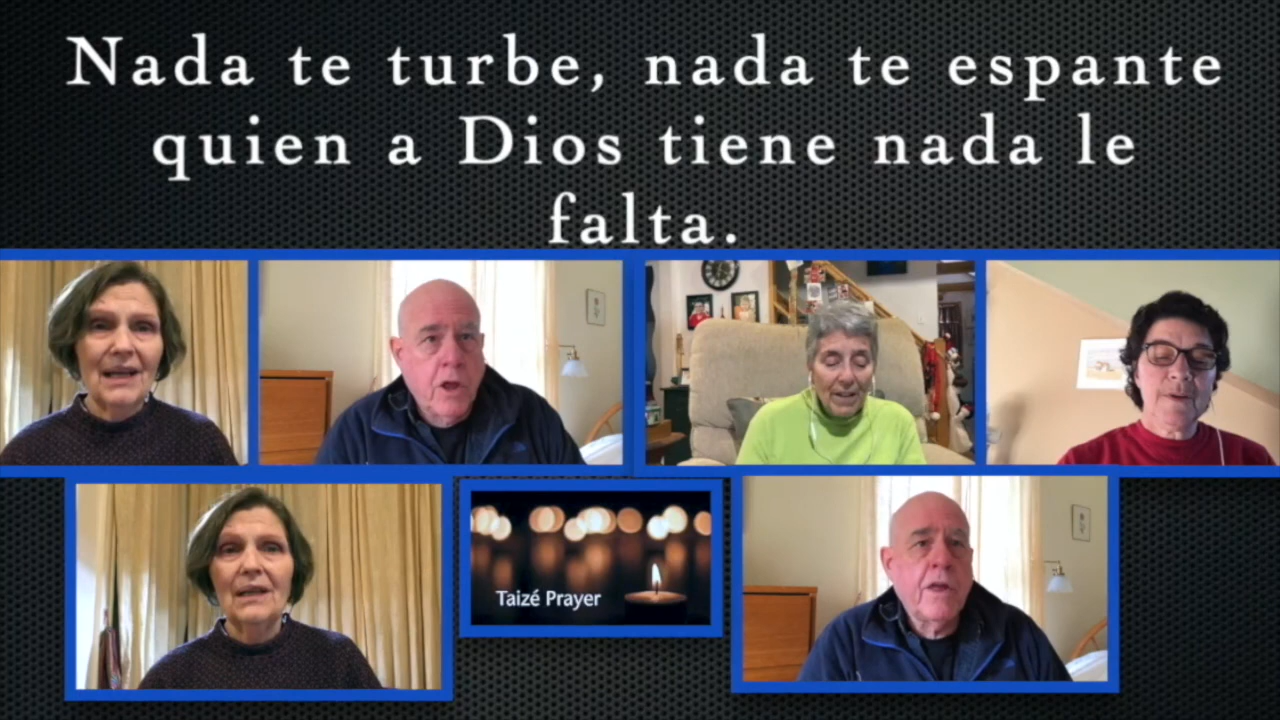 Nada te turbe, nada te espante
quien a Dios tiene nada le
falta.
Taizé Prayer